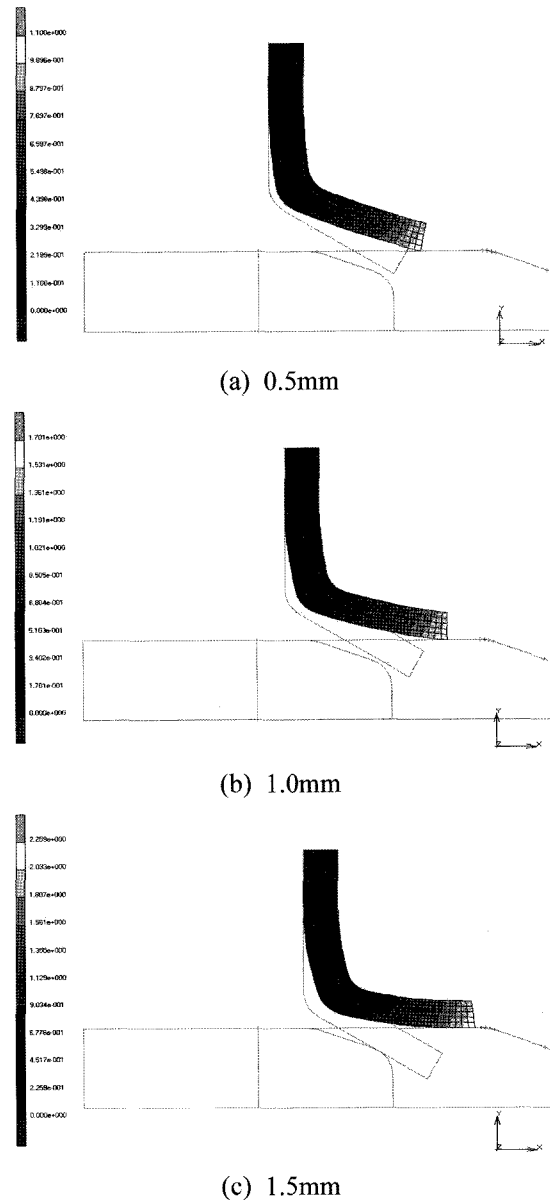 1.100e+000
9.896e-001
8.797e-001
7.697e-001
6.597e-001
5.498e-001
4.398e-001
3.299e-001
2.199e-001
1.100e-001
0.000e+000
Y
Z
X
(a) 0.5mm
1.701e+000
1.531e+000
1.361e+000
1.191e+000
1.021e+000
8.505e-001
6.804e-001
5.103e-001
3.402e-001
1.701e-001
0.000e+000
Y
Z
X
(b) 1.0mm
2.259e+000
2.033e+000
1.807e+000
1.581e+000
1.355e+000
1.129e+000
9.034e-001
6.776e-001
4.517e-001
2.259e-001
0.000e+000
Y
Z
X
(c) 1.5mm